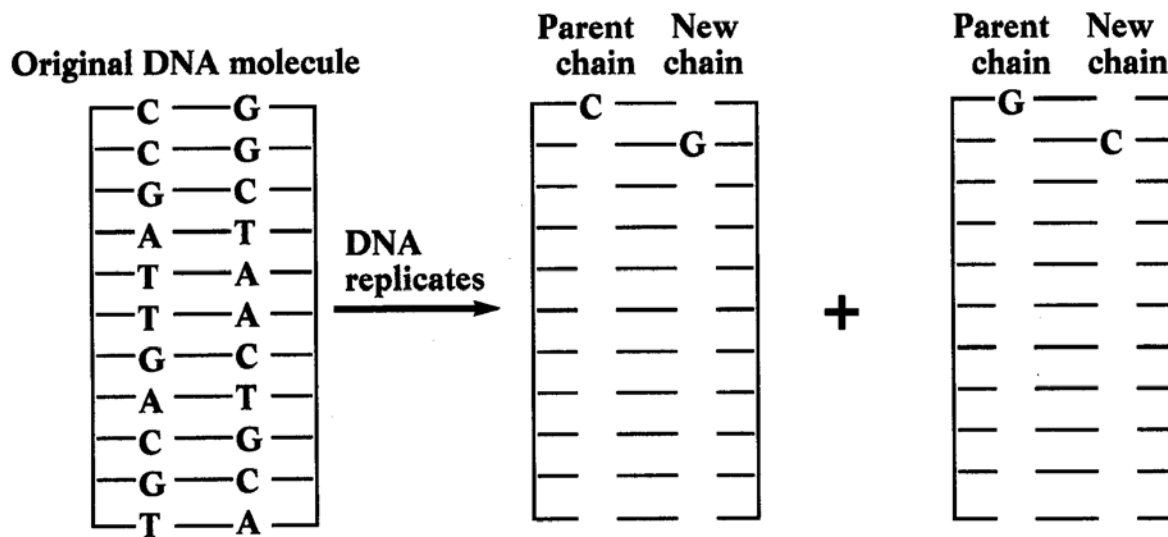 Parent New
chain chain
Parent New
chain chain
Original DNA molecule
C G
C G
G C
A T
T A
T A
G C
A T
C G
G C
T A
DNA
replicates
C
G
+
G
C